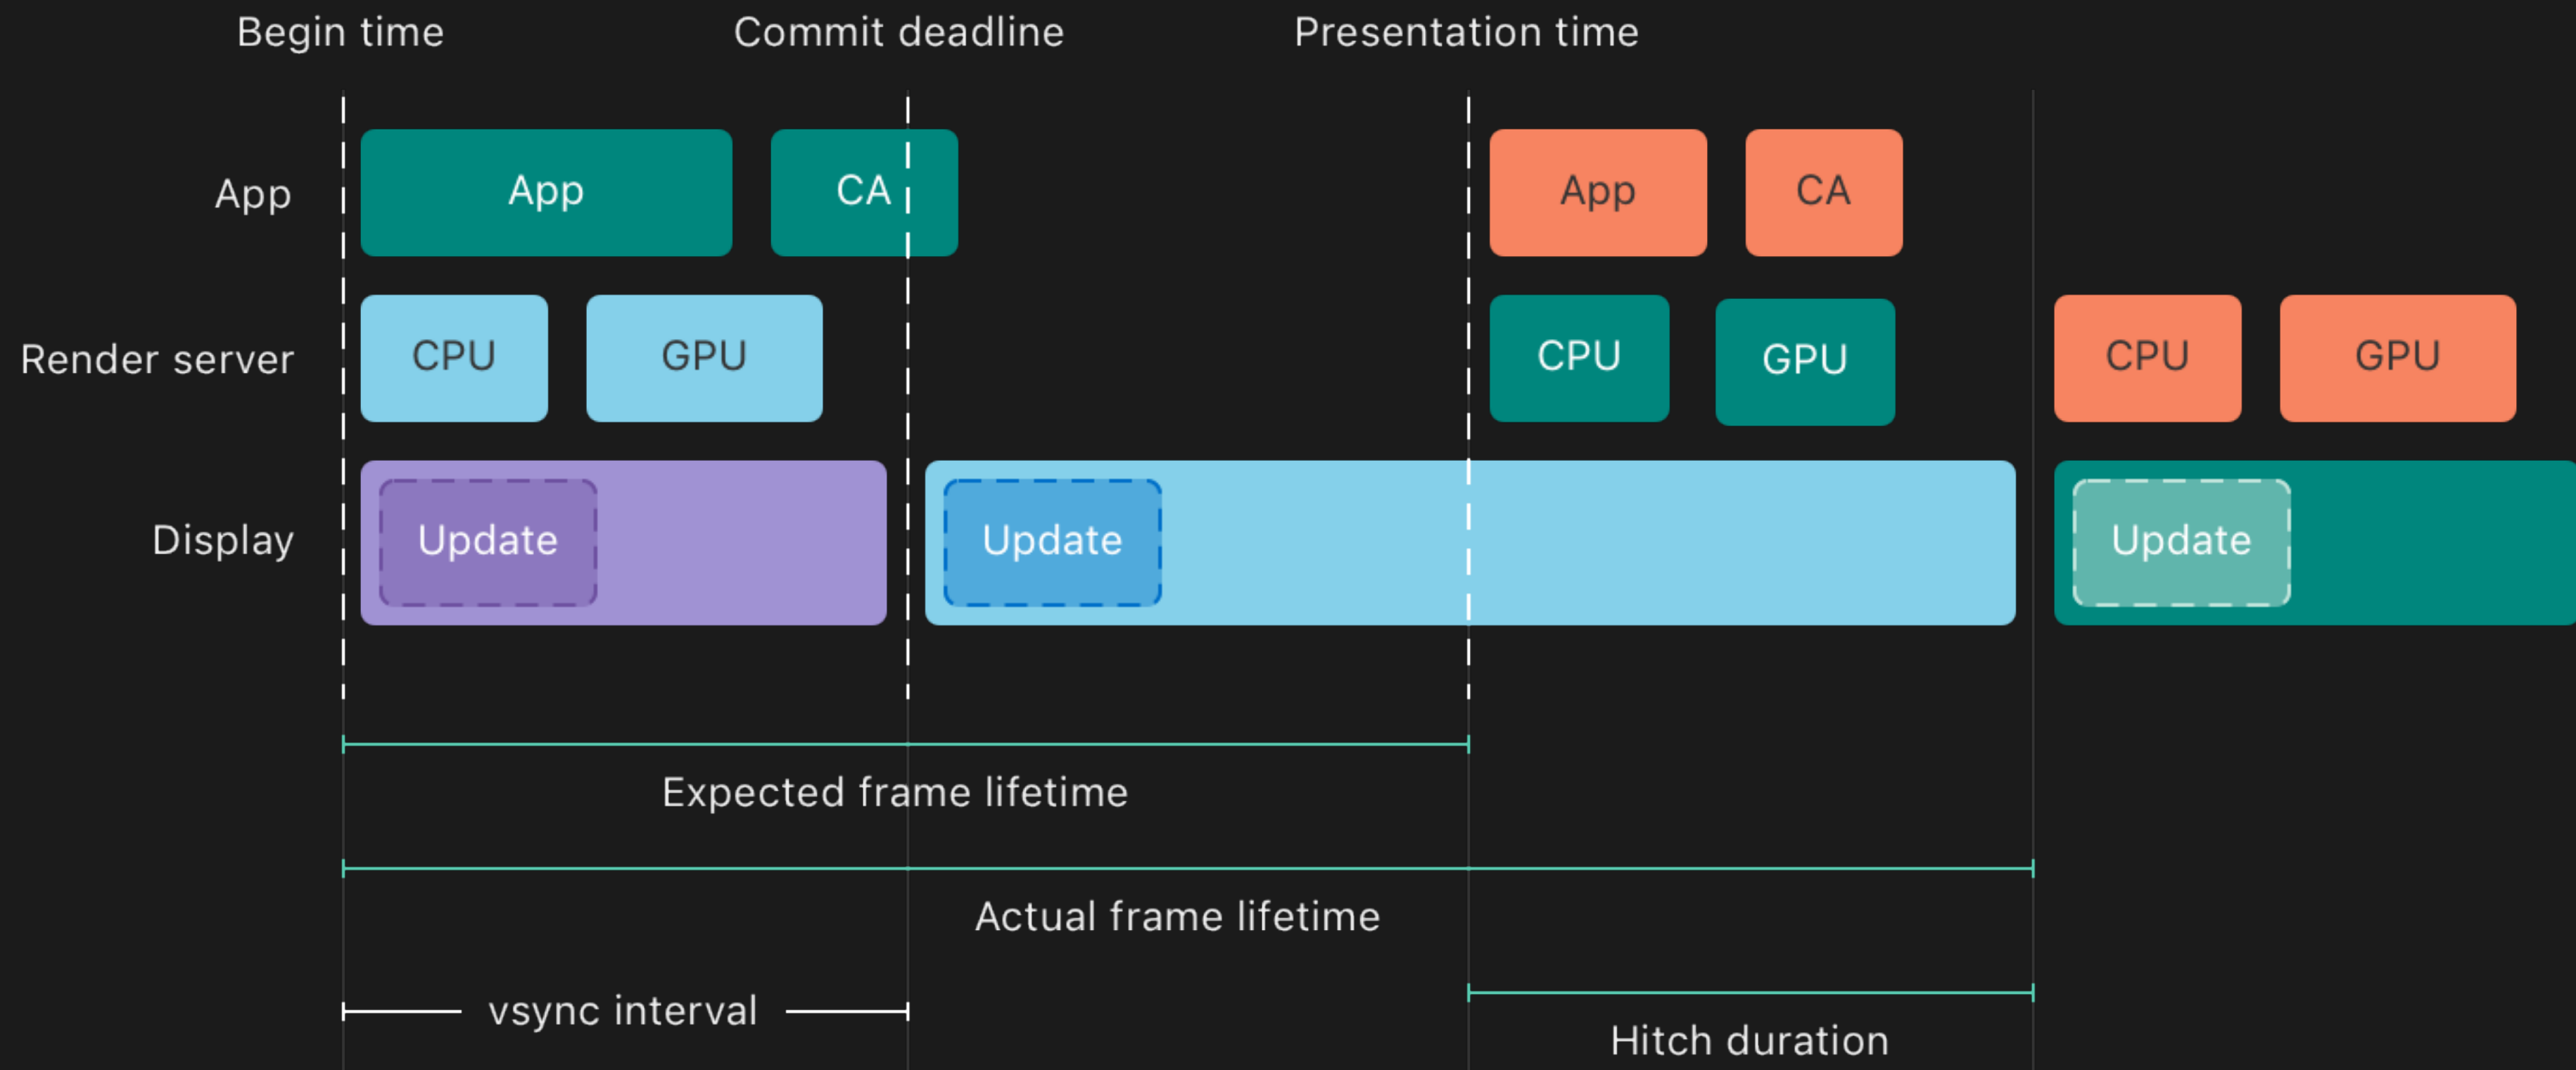 Begin time Commit deadline Presentation time
App App CA App CA
Render server CPU GPU CPU GPU CPU GPU
Display Update Update Update
Expected frame lifetime
Actual frame lifetime
vsync interval
Hitch duration